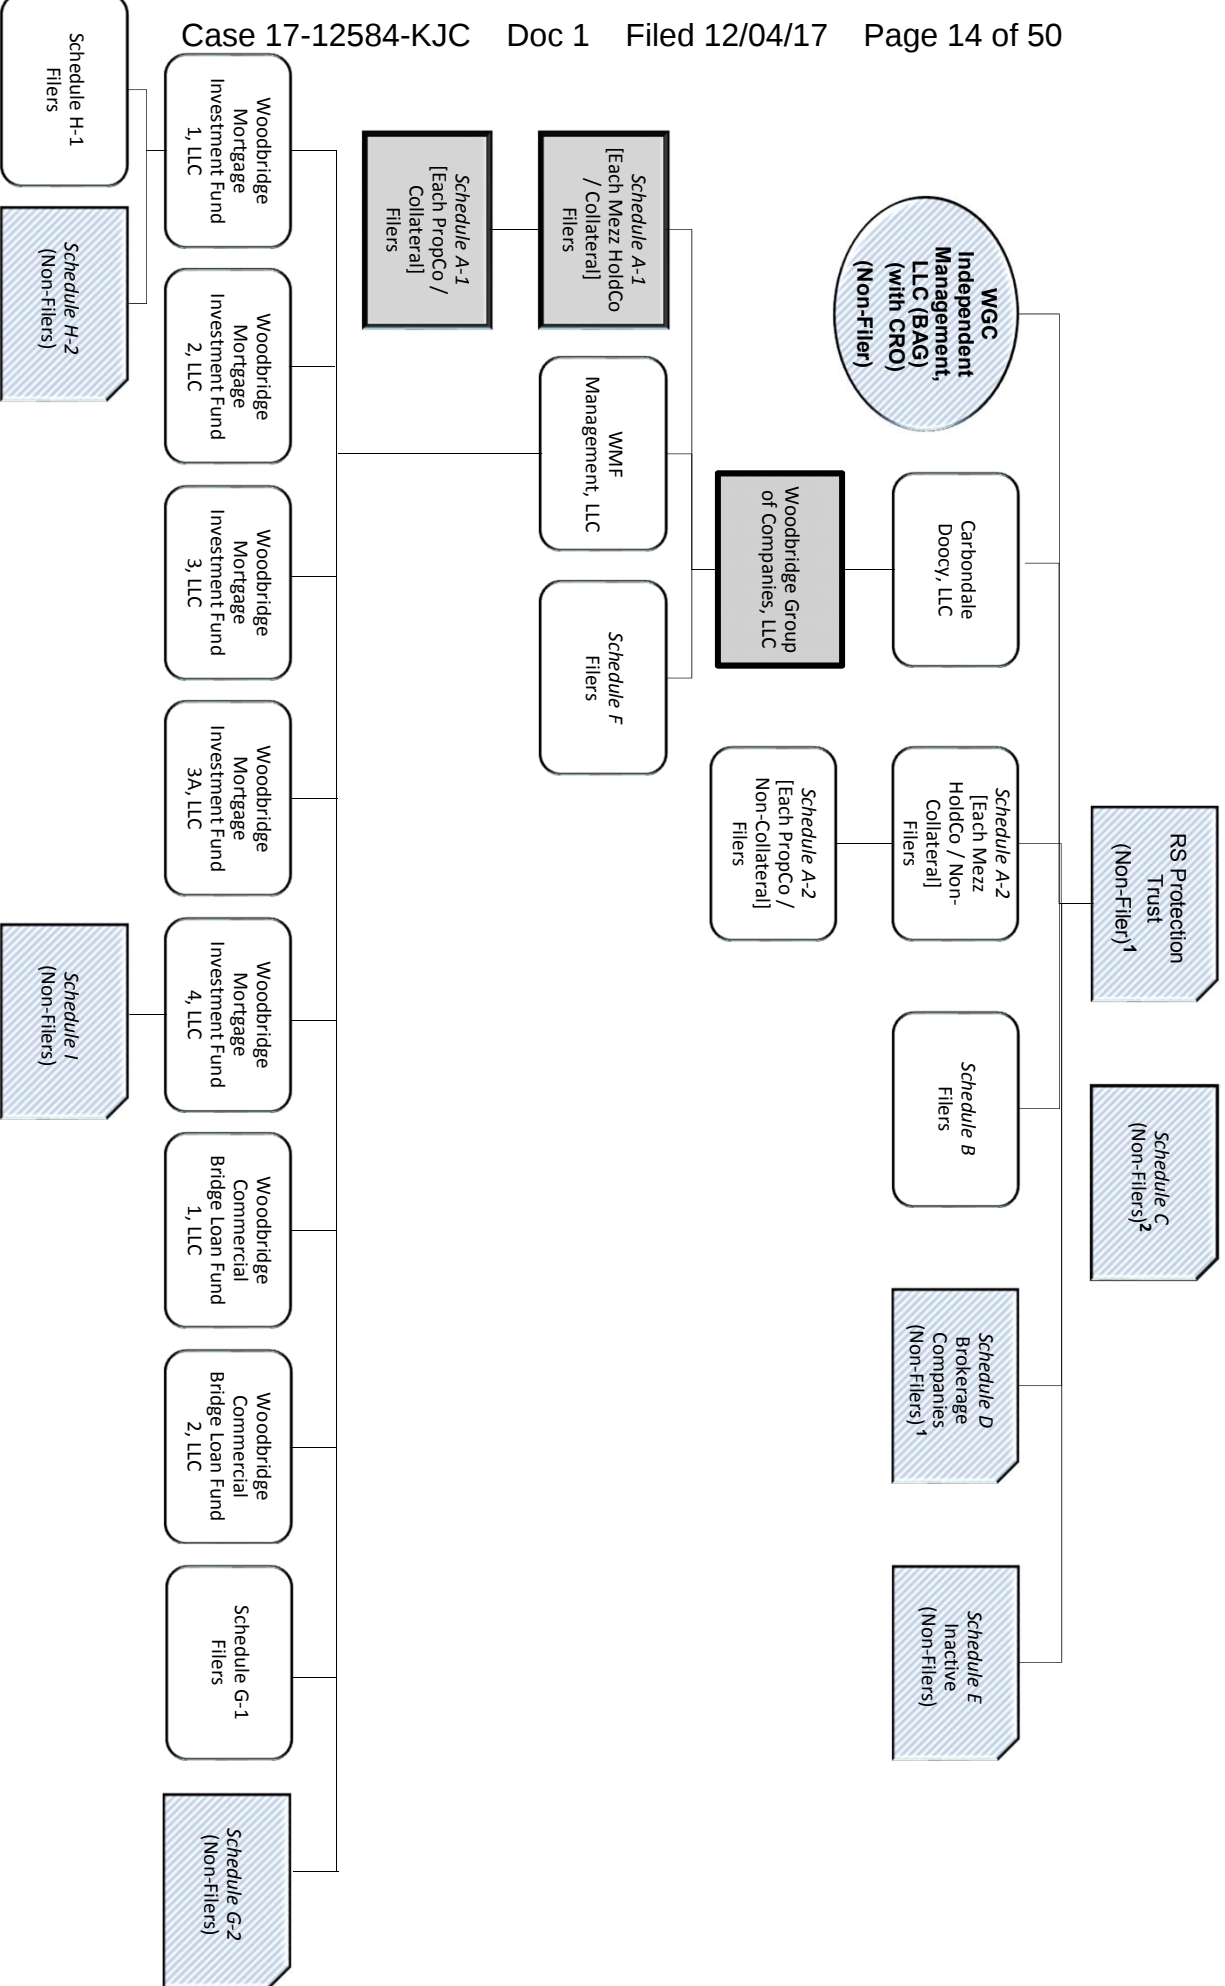 Case 17-12584-KJC Doc 1 Filed 12/04/17 Page 14 of 50
RS Protection
Trust
(Non-Filer)1
Schedule C
(Non-Filers)2
WGC
Independent
Management,
LLC (BAG)
(with CRO)
(Non-Filer)
Carbondale
Doocy, LLC
Schedule A-2
[Each Mezz
HoldCo / Non-
Collateral]
Filers
Schedule B
Filers
Schedule D
Brokerage
Companies
(Non-Filers) 1
Schedule E
Inactive
(Non-Filers)
Woodbridge Group
of Companies, LLC
Schedule A-2
[Each PropCo /
Non-Collateral]
Filers
Schedule A-1
[Each Mezz HoldCo
/ Collateral]
Filers
WMF
Management, LLC
Schedule F
Filers
Schedule A-1
[Each PropCo /
Collateral]
Filers
Woodbridge
Mortgage
Investment Fund
1, LLC
Woodbridge
Mortgage
Investment Fund
2, LLC
Woodbridge
Mortgage
Investment Fund
3, LLC
Woodbridge
Mortgage
Investment Fund
3A, LLC
Woodbridge
Mortgage
Investment Fund
4, LLC
Woodbridge
Commercial
Bridge Loan Fund
1, LLC
Woodbridge
Commercial
Bridge Loan Fund
2, LLC
Schedule G-1
Filers
Schedule G-2
(Non-Filers)
Schedule H-1
Filers
Schedule H-2
(Non-Filers)
Schedule I
(Non-Filers)